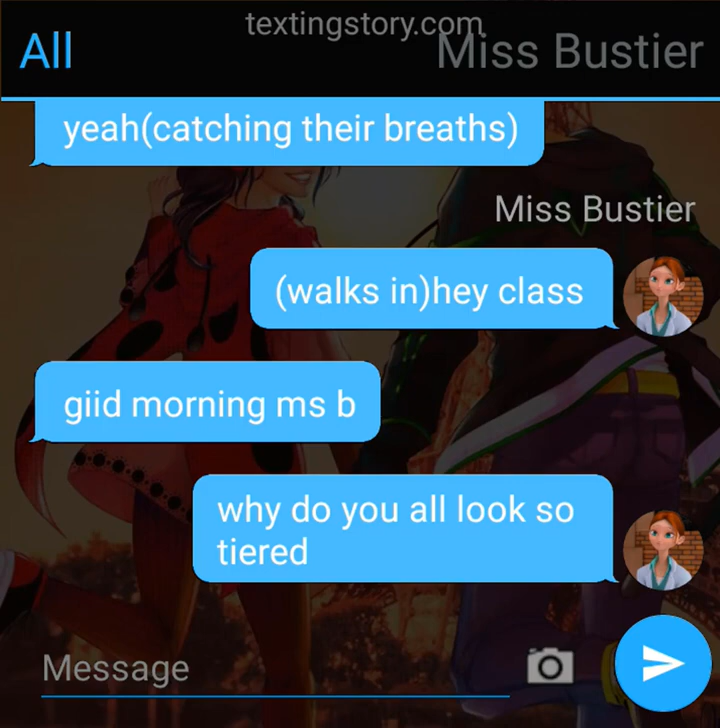 textingstory.com
All
Miss Bustier
yeah(catching their breaths)
Miss Bustier
(walks in)hey class
giid morning ms b
why do you all look so
tiered
Message